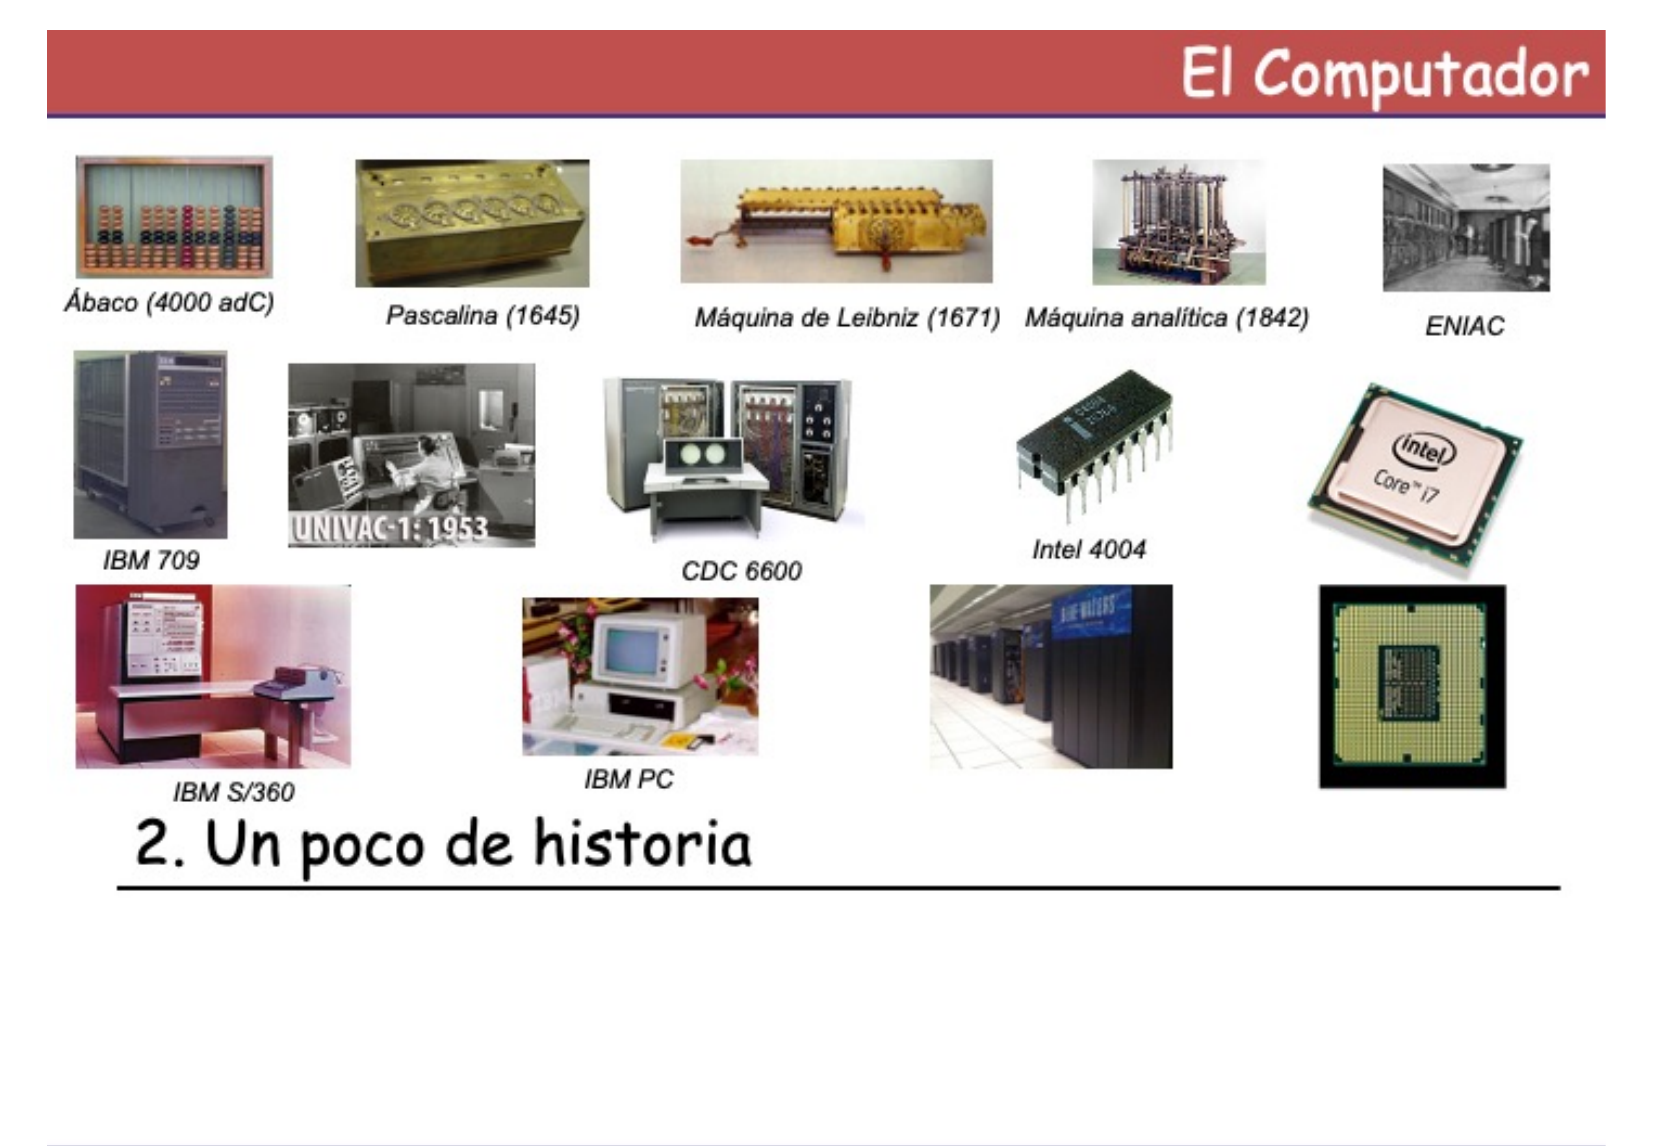 El Computador
Ábaco (4000 adC)
Pascalina (1645)
Máquina de Leibniz (1671)
Máquina analítica (1842)
ENIAC
IBM 709
UNIVAC-1: 1953
CDC 6600
Intel 4004
intel
Core™ i7
IBM S/360
IBM PC
BLUE WATERS
2. Un poco de historia